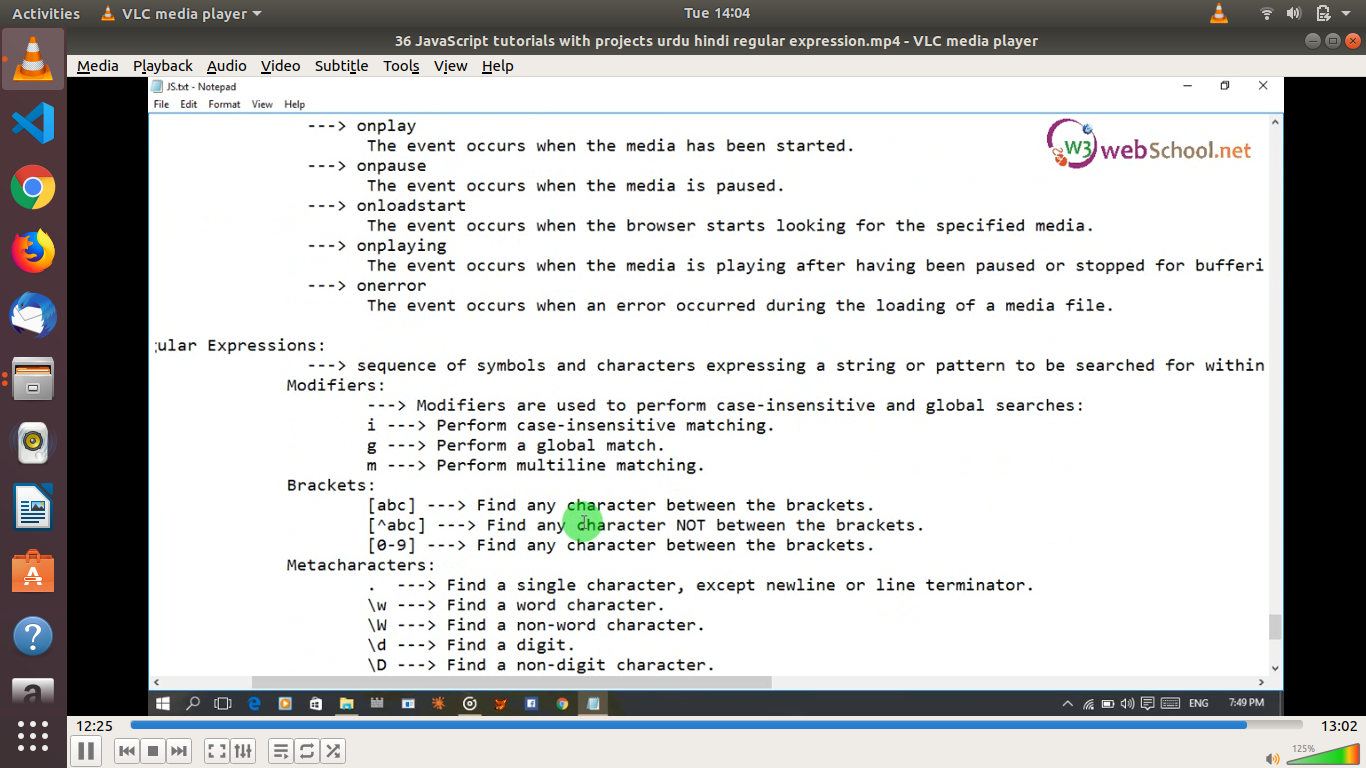 Activities VLC media player Tue 14:04
36 JavaScript tutorials with projects urdu hindi regular expression.mp4 - VLC media player
Media Playback Audio Video Subtitle Tools View Help
JS.txt - Notepad
File Edit Format View Help
---> onplay
The event occurs when the media has been started.
W3webSchool.net
---> onpause
The event occurs when the media is paused.
---> onloadstart
The event occurs when the browser starts looking for the specified media.
---> onplaying
The event occurs when the media is playing after having been paused or stopped for bufferi
---> onerror
The event occurs when an error occurred during the loading of a media file.
ular Expressions:
---> sequence of symbols and characters expressing a string or pattern to be searched for within
Modifiers:
---> Modifiers are used to perform case-insensitive and global searches:
i ---> Perform case-insensitive matching.
g ---> Perform a global match.
m ---> Perform multiline matching.
Brackets:
[abc] ---> Find any character between the brackets.
[^abc] ---> Find any character NOT between the brackets.
[0-9] ---> Find any character between the brackets.
Metacharacters:
. ---> Find a single character, except newline or line terminator.
\w ---> Find a word character.
\W ---> Find a non-word character.
\d ---> Find a digit.
\D ---> Find a non-digit character.
ENG 7:49 PM
12:25 13:02
125%